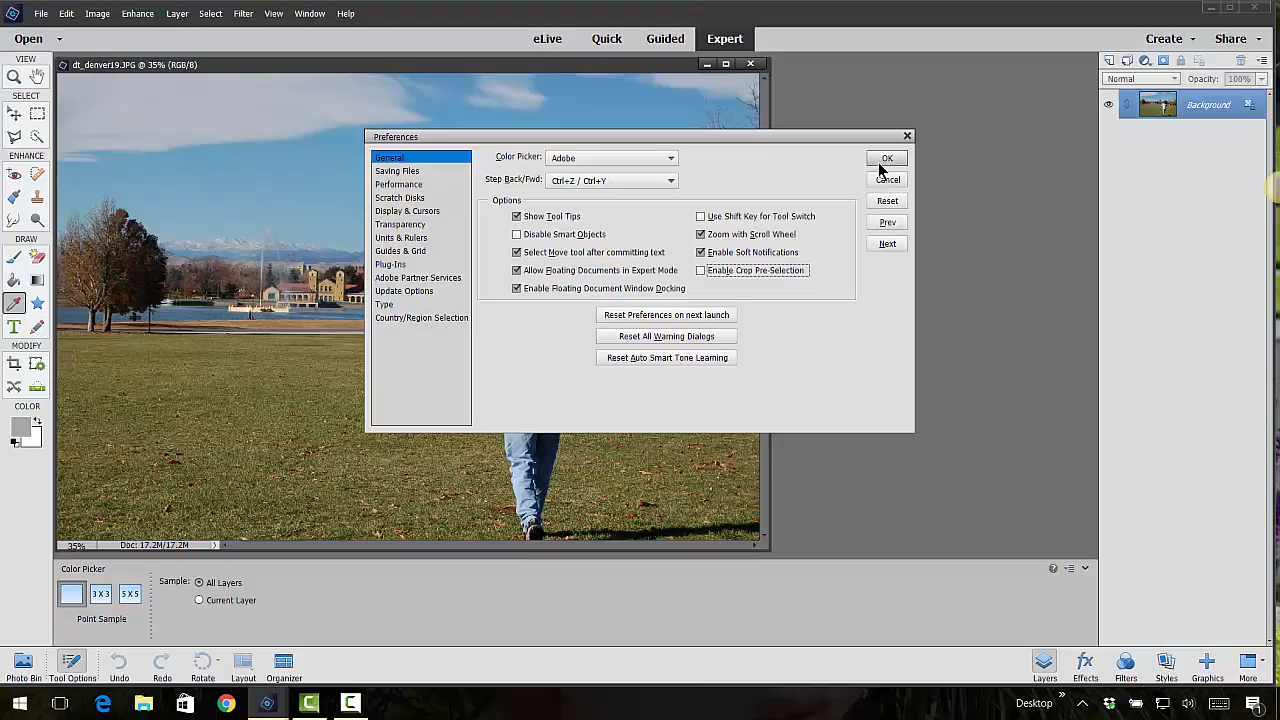 File Edit Image Enhance Layer Select Filter View Window Help
Open eLive Quick Guided Expert Create Share
VIEW
dt_denver19.JPG @ 35% (RGB/8)
Normal Opacity: 100%
SELECT
Background
Preferences
ENHANCE
General
Saving Files
Performance
Scratch Disks
Display & Cursors
Transparency
Units & Rulers
Guides & Grid
Plug-Ins
Adobe Partner Services
Update Options
Type
Country/Region Selection
Color Picker: Adobe
Step Back/Fwd: Ctrl+Z / Ctrl+Y
Options
Show Tool Tips
Disable Smart Objects
Select Move tool after committing text
Allow Floating Documents in Expert Mode
Enable Floating Document Window Docking
Use Shift Key for Tool Switch
Zoom with Scroll Wheel
Enable Soft Notifications
Enable Crop Pre-Selection
Reset Preferences on next launch
Reset All Warning Dialogs
Reset Auto Smart Tone Learning
OK
Cancel
Reset
Prev
Next
DRAW
T
MODIFY
COLOR
35% Doc: 17.2M/17.2M
Color Picker
3 X 3 5 X 5
Point Sample
Sample: All Layers
Current Layer
Photo Bin Tool Options Undo Redo Rotate Layout Organizer
Layers Effects Filters Styles Graphics More
Desktop